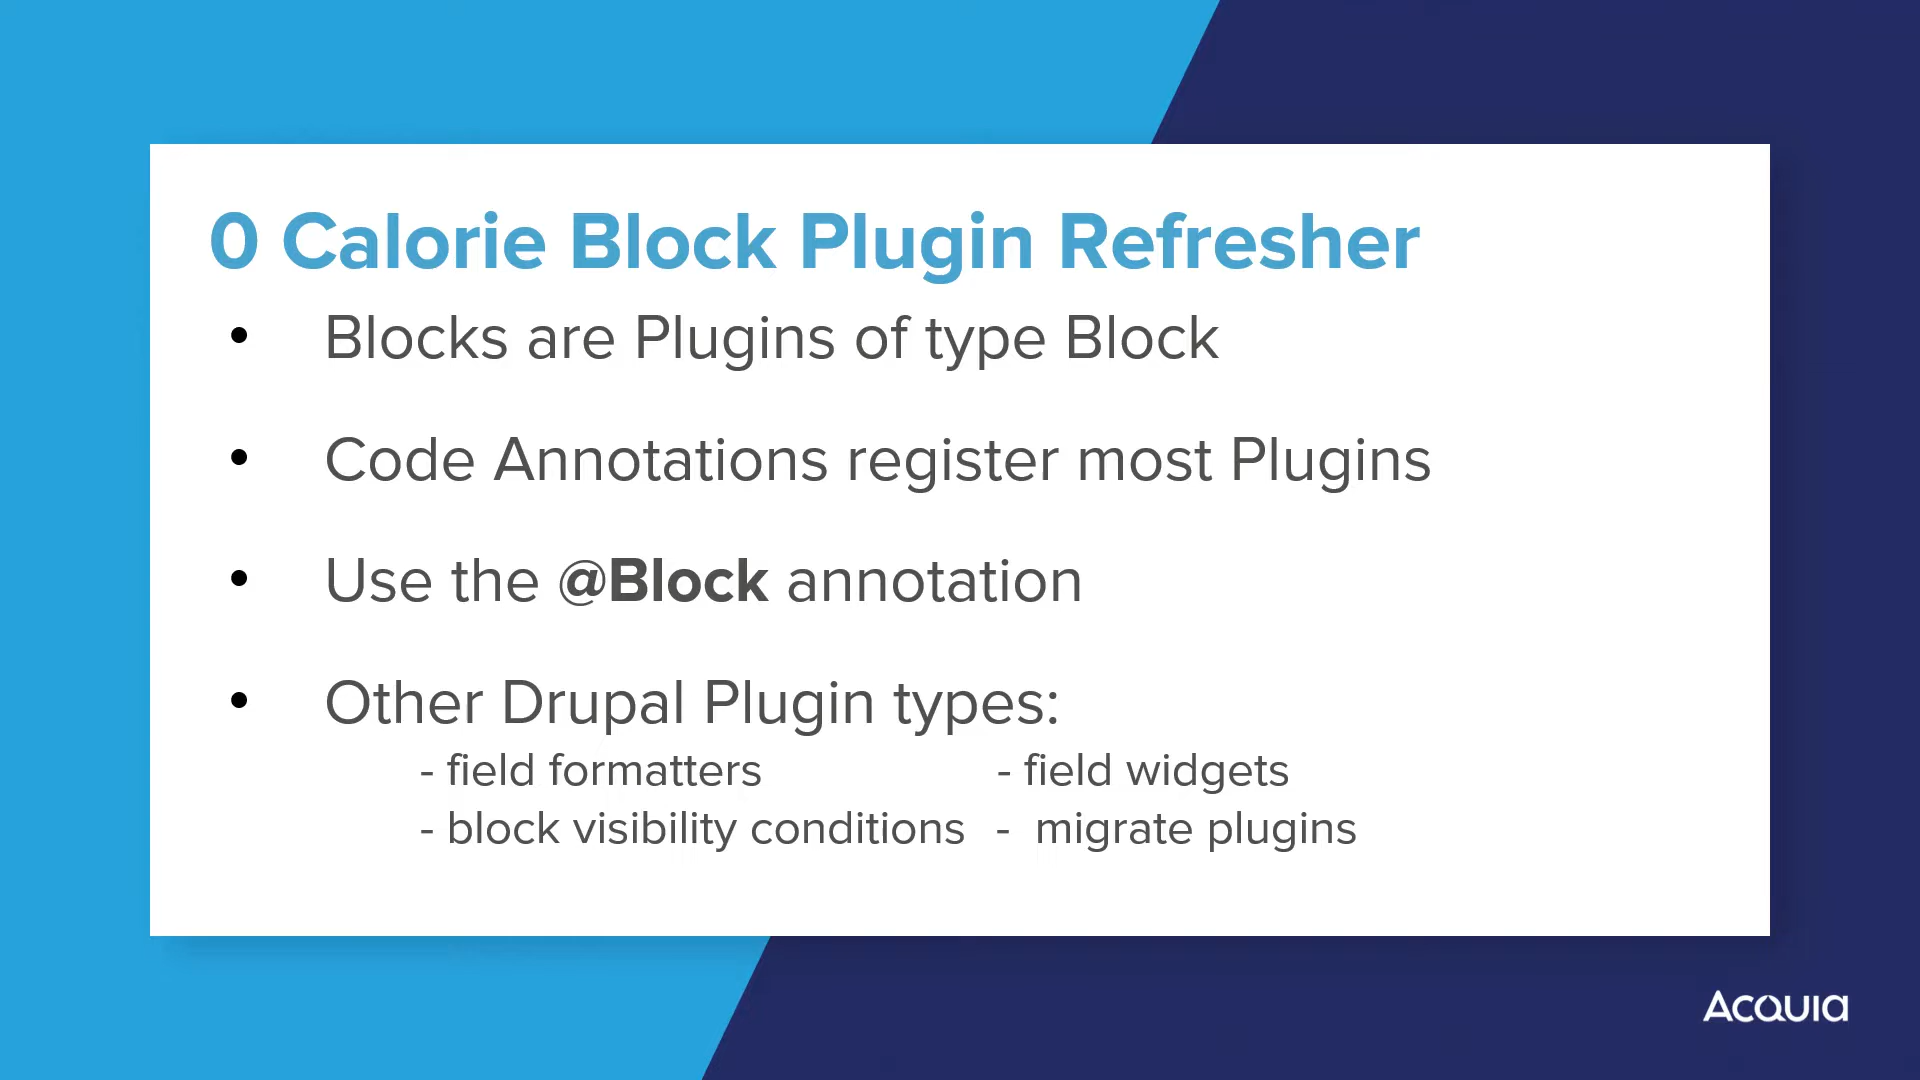 0 Calorie Block Plugin Refresher
• Blocks are Plugins of type Block
• Code Annotations register most Plugins
• Use the @Block annotation
• Other Drupal Plugin types:
- field formatters - field widgets
- block visibility conditions - migrate plugins
Acquia